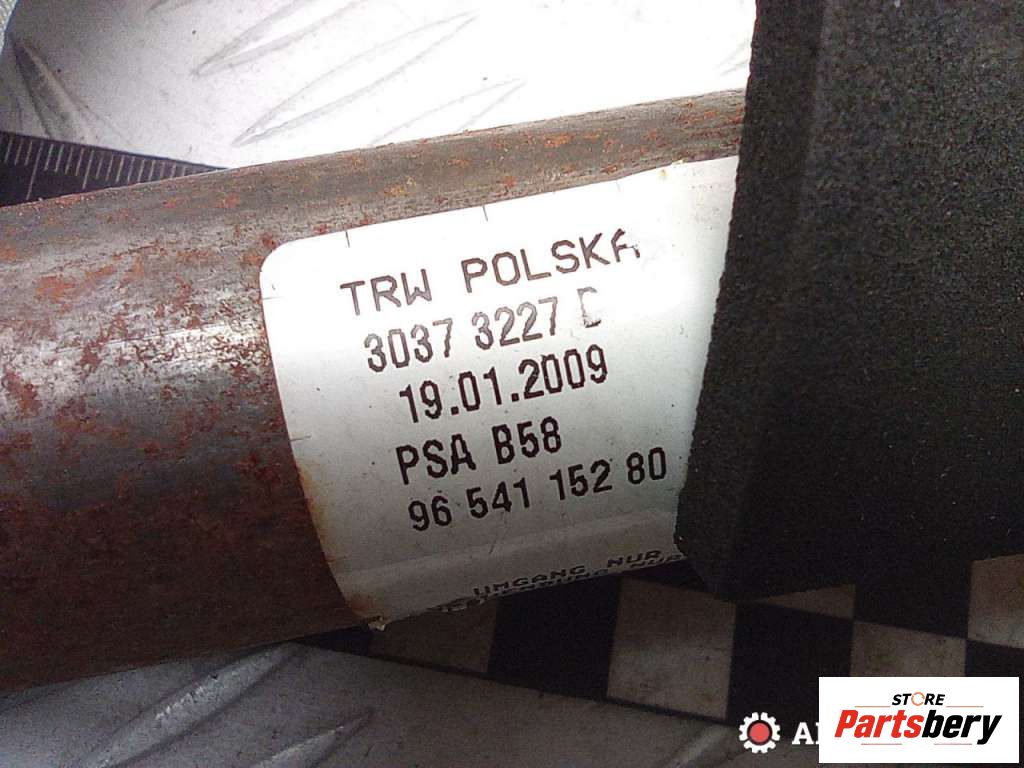 TRW POLSKA
3037 3227
19.01.2009
PSA B58
96 541 152 80
UMGANG NUR
STORE
Partsbery